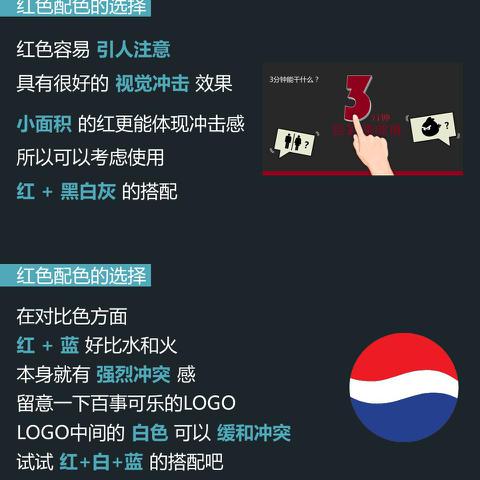 红色配色的选择
红色容易 引人注意
具有很好的 视觉冲击 效果
小面积 的红更能体现冲击感
所以可以考虑使用
红 + 黑白灰 的搭配
3分钟能干什么？
3
分钟
?
?
红色配色的选择
在对比色方面
红 + 蓝 好比水和火
本身就有 强烈冲突 感
留意一下百事可乐的LOGO
LOGO中间的 白色 可以 缓和冲突
试试 红+白+蓝 的搭配吧